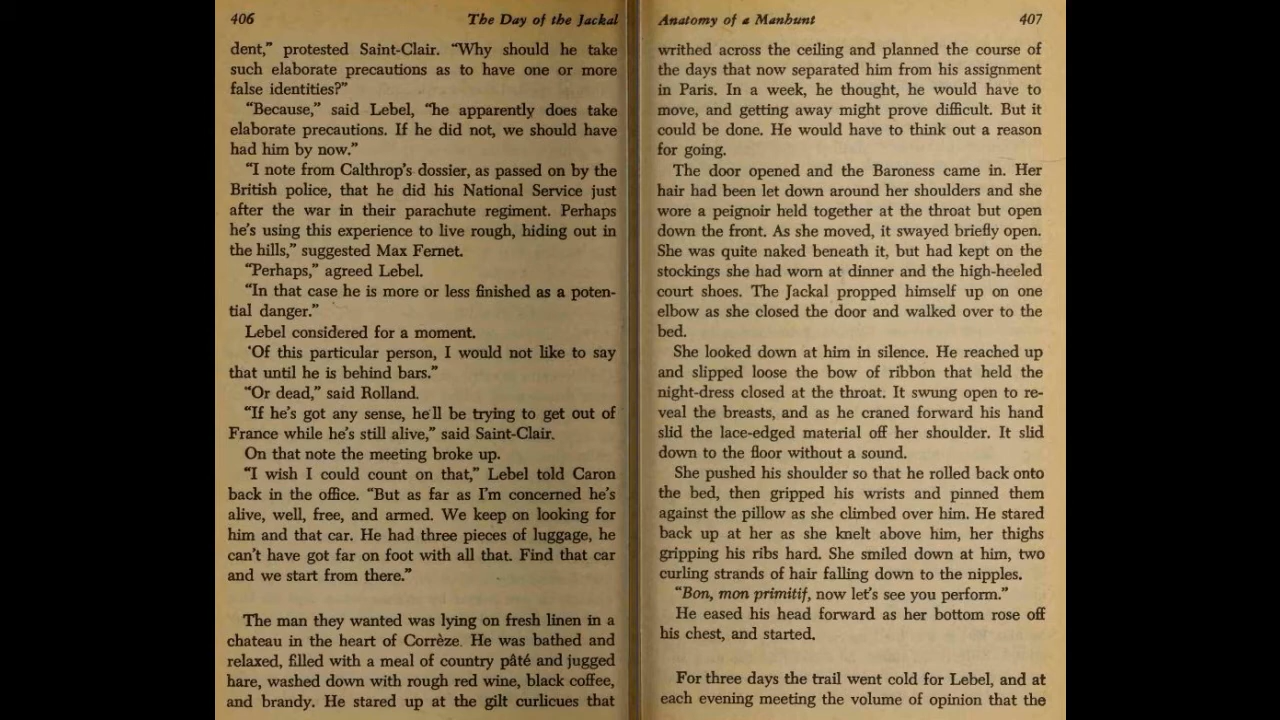 406 The Day of the Jackal
dent,” protested Saint-Clair. “Why should he take
such elaborate precautions as to have one or more
false identities?”
“Because,” said Lebel, “he apparently does take
elaborate precautions. If he did not, we should have
had him by now.”
“I note from Calthrop’s dossier, as passed on by the
British police, that he did his National Service just
after the war in their parachute regiment. Perhaps
he’s using this experience to live rough, hiding out in
the hills,” suggested Max Fernet.
“Perhaps,” agreed Lebel.
“In that case he is more or less finished as a poten-
tial danger.”
Lebel considered for a moment.
‘Of this particular person, I would not like to say
that until he is behind bars.”
“Or dead,” said Rolland.
“If he’s got any sense, he’ll be trying to get out of
France while he’s still alive,” said Saint-Clair.
On that note the meeting broke up.
“I wish I could count on that,” Lebel told Caron
back in the office. “But as far as I’m concerned he’s
alive, well, free, and armed. We keep on looking for
him and that car. He had three pieces of luggage, he
can’t have got far on foot with all that. Find that car
and we start from there.”
The man they wanted was lying on fresh linen in a
chateau in the heart of Corrèze. He was bathed and
relaxed, filled with a meal of country pâté and jugged
hare, washed down with rough red wine, black coffee,
and brandy. He stared up at the gilt curlicues that
Anatomy of a Manhunt 407
writhed across the ceiling and planned the course of
the days that now separated him from his assignment
in Paris. In a week, he thought, he would have to
move, and getting away might prove difficult. But it
could be done. He would have to think out a reason
for going.
The door opened and the Baroness came in. Her
hair had been let down around her shoulders and she
wore a peignoir held together at the throat but open
down the front. As she moved, it swayed briefly open.
She was quite naked beneath it, but had kept on the
stockings she had worn at dinner and the high-heeled
court shoes. The Jackal propped himself up on one
elbow as she closed the door and walked over to the
bed.
She looked down at him in silence. He reached up
and slipped loose the bow of ribbon that held the
night-dress closed at the throat. It swung open to re-
veal the breasts, and as he craned forward his hand
slid the lace-edged material off her shoulder. It slid
down to the floor without a sound.
She pushed his shoulder so that he rolled back onto
the bed, then gripped his wrists and pinned them
against the pillow as she climbed over him. He stared
back up at her as she knelt above him, her thighs
gripping his ribs hard. She smiled down at him, two
curling strands of hair falling down to the nipples.
“Bon, mon primitif, now let’s see you perform.”
He eased his head forward as her bottom rose off
his chest, and started.
For three days the trail went cold for Lebel, and at
each evening meeting the volume of opinion that the